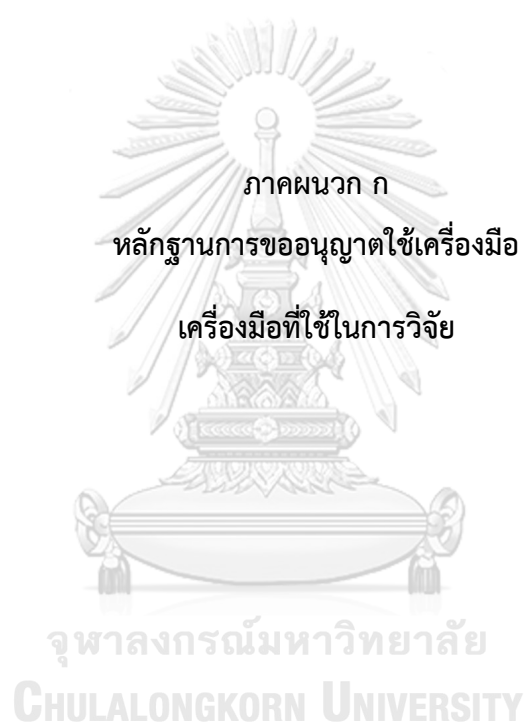 ภาคผนวก ก
หลักฐานการขออนุญาตใช้เครื่องมือ
เครื่องมือที่ใช้ในการวิจัย
จุฬาลงกรณ์มหาวิทยาลัย
CHULALONGKORN UNIVERSITY